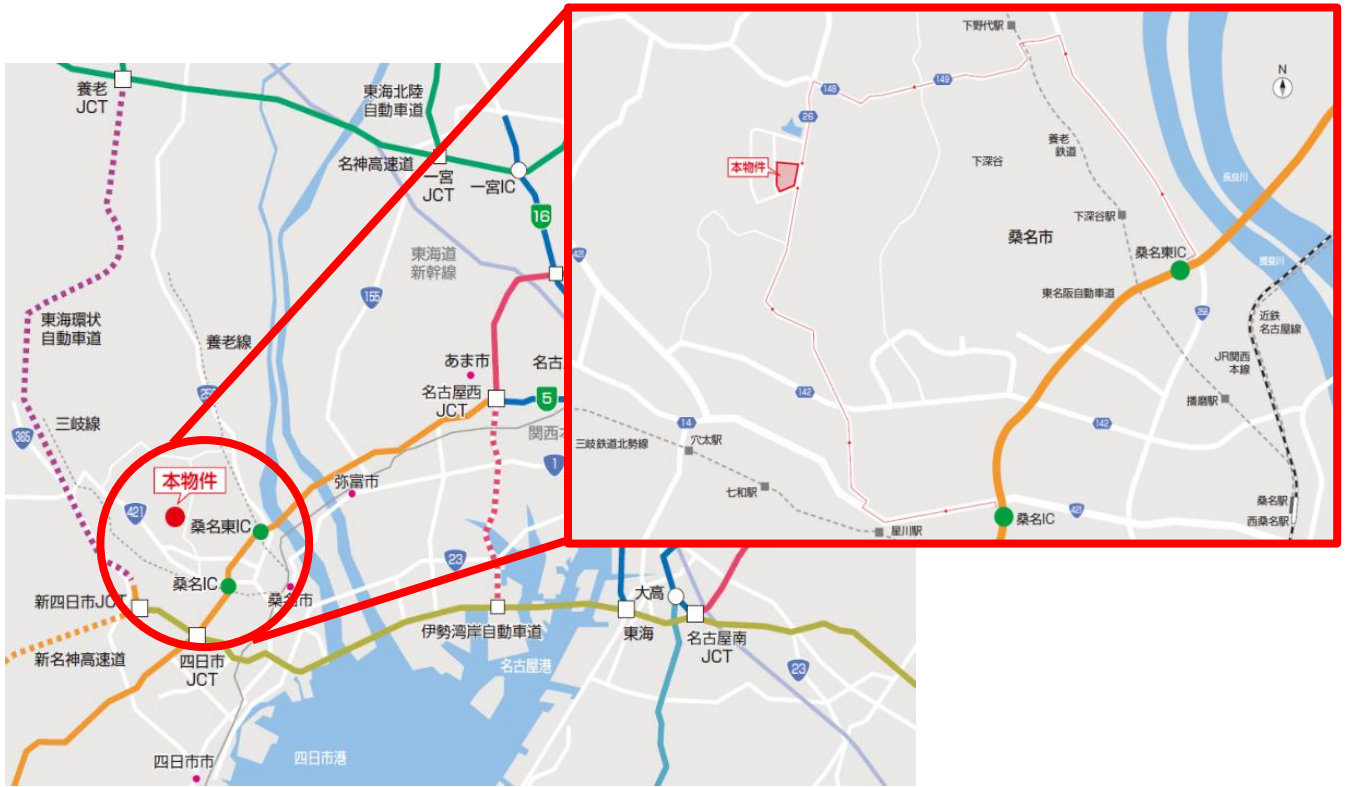 養老
JCT
東海北陸
自動車道
名神高速道
一宮
JCT
一宮IC
16
東海道
新幹線
155
東海環状
自動車道
養老線
258
あま市
名古屋西
JCT
5
三岐線
365
関西本
1
弥富市
本物件
421
桑名東IC
桑名IC
桑名市
23
新四日市JCT
新名神高速道
四日市
JCT
伊勢湾岸自動車道
東海
大高
名古屋南
JCT
23
名古屋港
四日市港
四日市市
下野代駅
N
149
148
26
養老
鉄道
下深谷
本物件
長良川
下深谷駅
桑名市
421
桑名東IC
揖斐川
東名阪自動車道
258
近鉄
名古屋線
JR関西
本線
142
播磨駅
14
142
三岐鉄道北勢線
穴太駅
七和駅
桑名駅
西桑名駅
421
桑名IC
星川駅